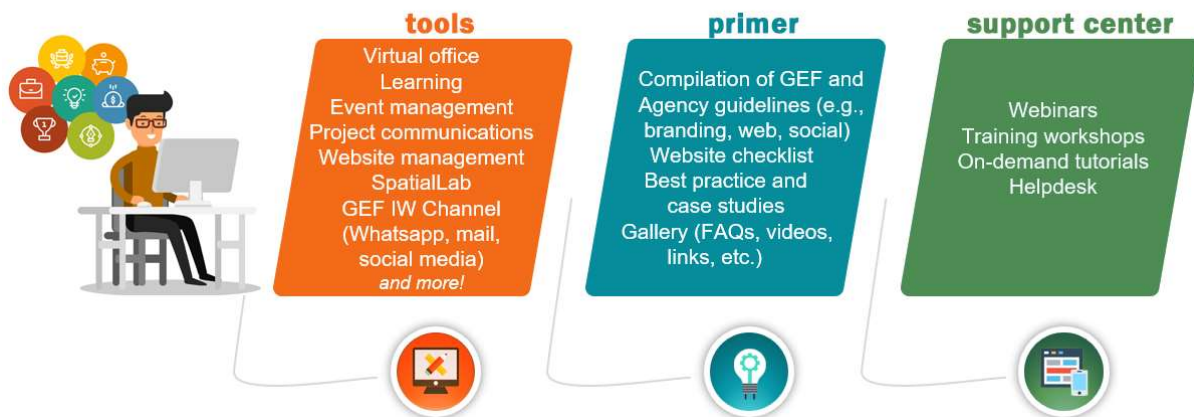 tools
Virtual office
Learning
Event management
Project communications
Website management
SpatialLab
GEF IW Channel
(Whatsapp, mail,
social media)
and more!
primer
Compilation of GEF and
Agency guidelines (e.g.,
branding, web, social)
Website checklist
Best practice and
case studies
Gallery (FAQs, videos,
links, etc.)
support center
Webinars
Training workshops
On-demand tutorials
Helpdesk